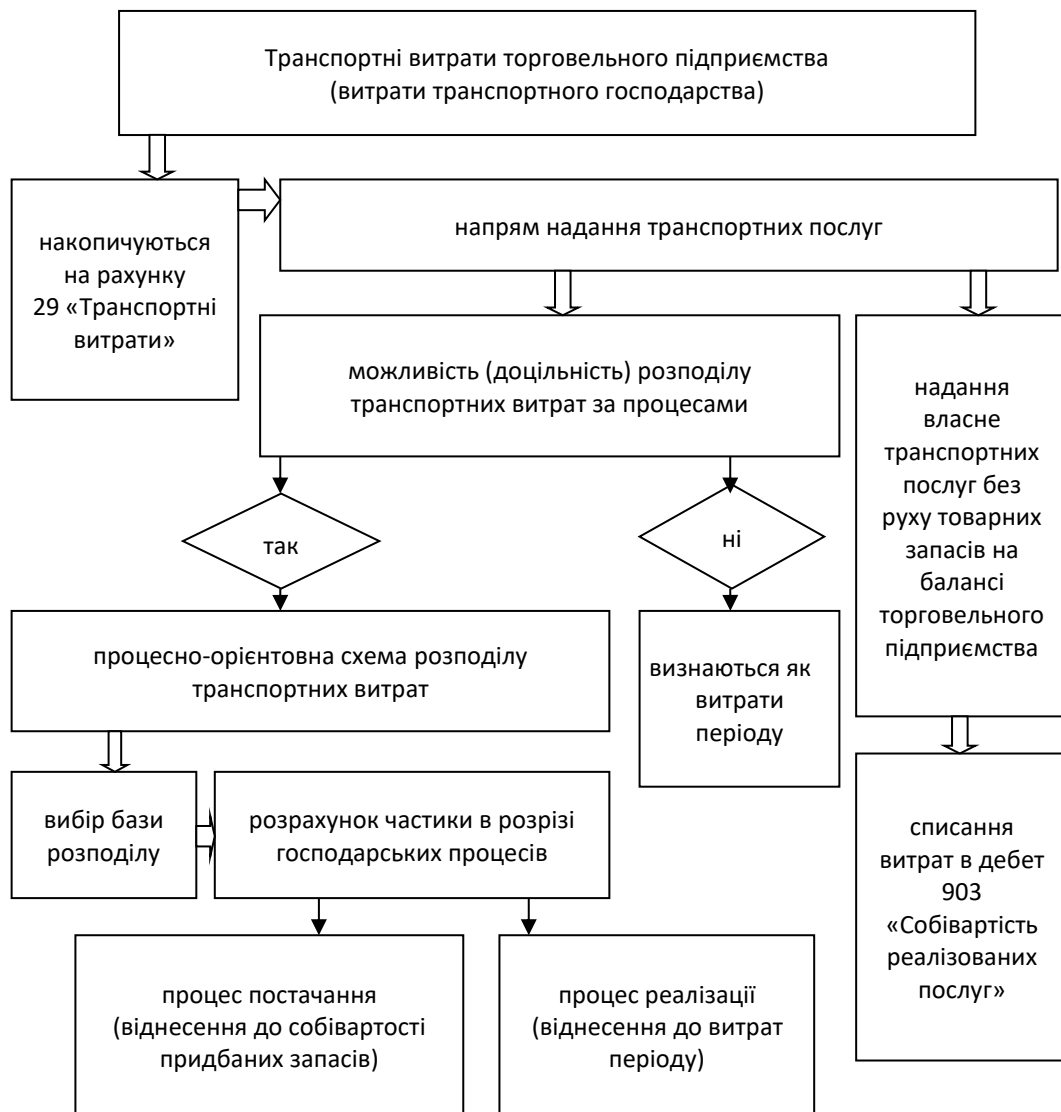 Транспортні витрати торговельного підприємства
(витрати транспортного господарства)
накопичуються
на рахунку
29 «Транспортні
витрати»
напрям надання транспортних послуг
можливість (доцільність) розподілу
транспортних витрат за процесами
надання
власне
транспортних
послуг без
руху товарних
запасів на
балансі
торговельного
підприємства
так
ні
процесно-орієнтовна схема розподілу
транспортних витрат
визнаються як
витрати
періоду
вибір бази
розподілу
розрахунок частики в розрізі
господарських процесів
списання
витрат в дебет
903
«Собівартість
реалізованих
послуг»
процес постачання
(віднесення до собівартості
придбаних запасів)
процес реалізації
(віднесення до витрат
періоду)